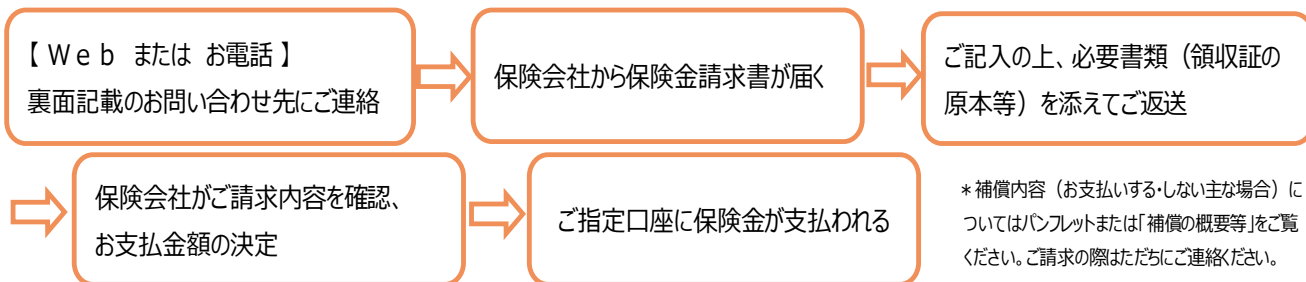 【Web または お電話】
裏面記載のお問い合わせ先にご連絡
保険会社から保険金請求書が届く
ご記入の上、必要書類（領収証の
原本等）を添えてご返送
保険会社がご請求内容を確認、
お支払金額の決定
ご指定口座に保険金が支払われる
＊補償内容（お支払いする・しない主な場合）に
ついてはパンフレットまたは「補償の概要等」をご覧
ください。ご請求の際はただちにご連絡ください。